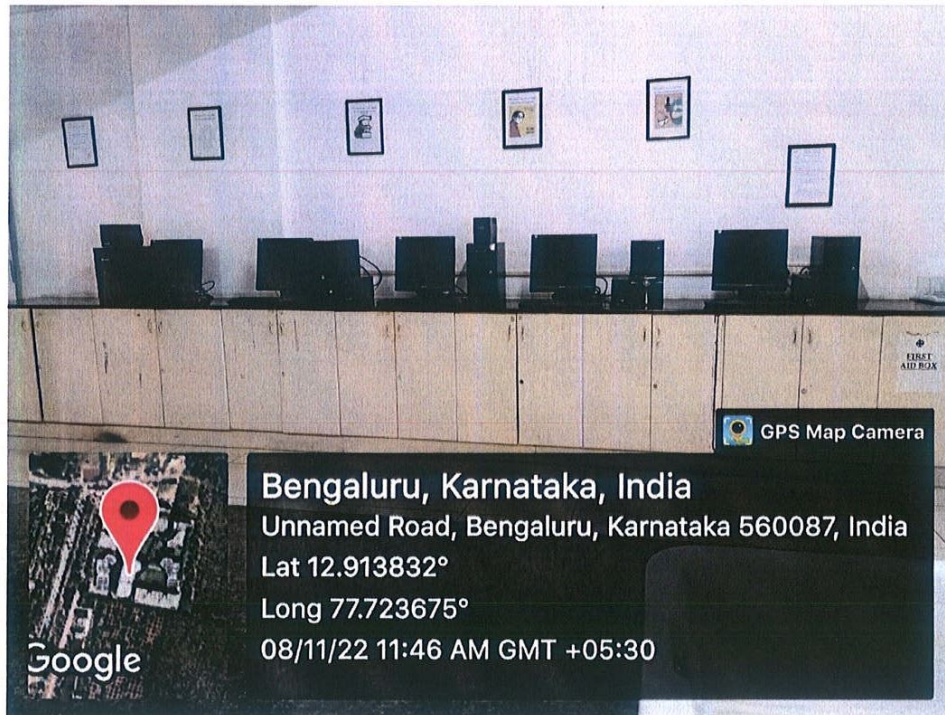 FIRST
AID BOX
GPS Map Camera
Bengaluru, Karnataka, India
Unnamed Road, Bengaluru, Karnataka 560087, India
Lat 12.913832°
Long 77.723675°
08/11/22 11:46 AM GMT +05:30
Google